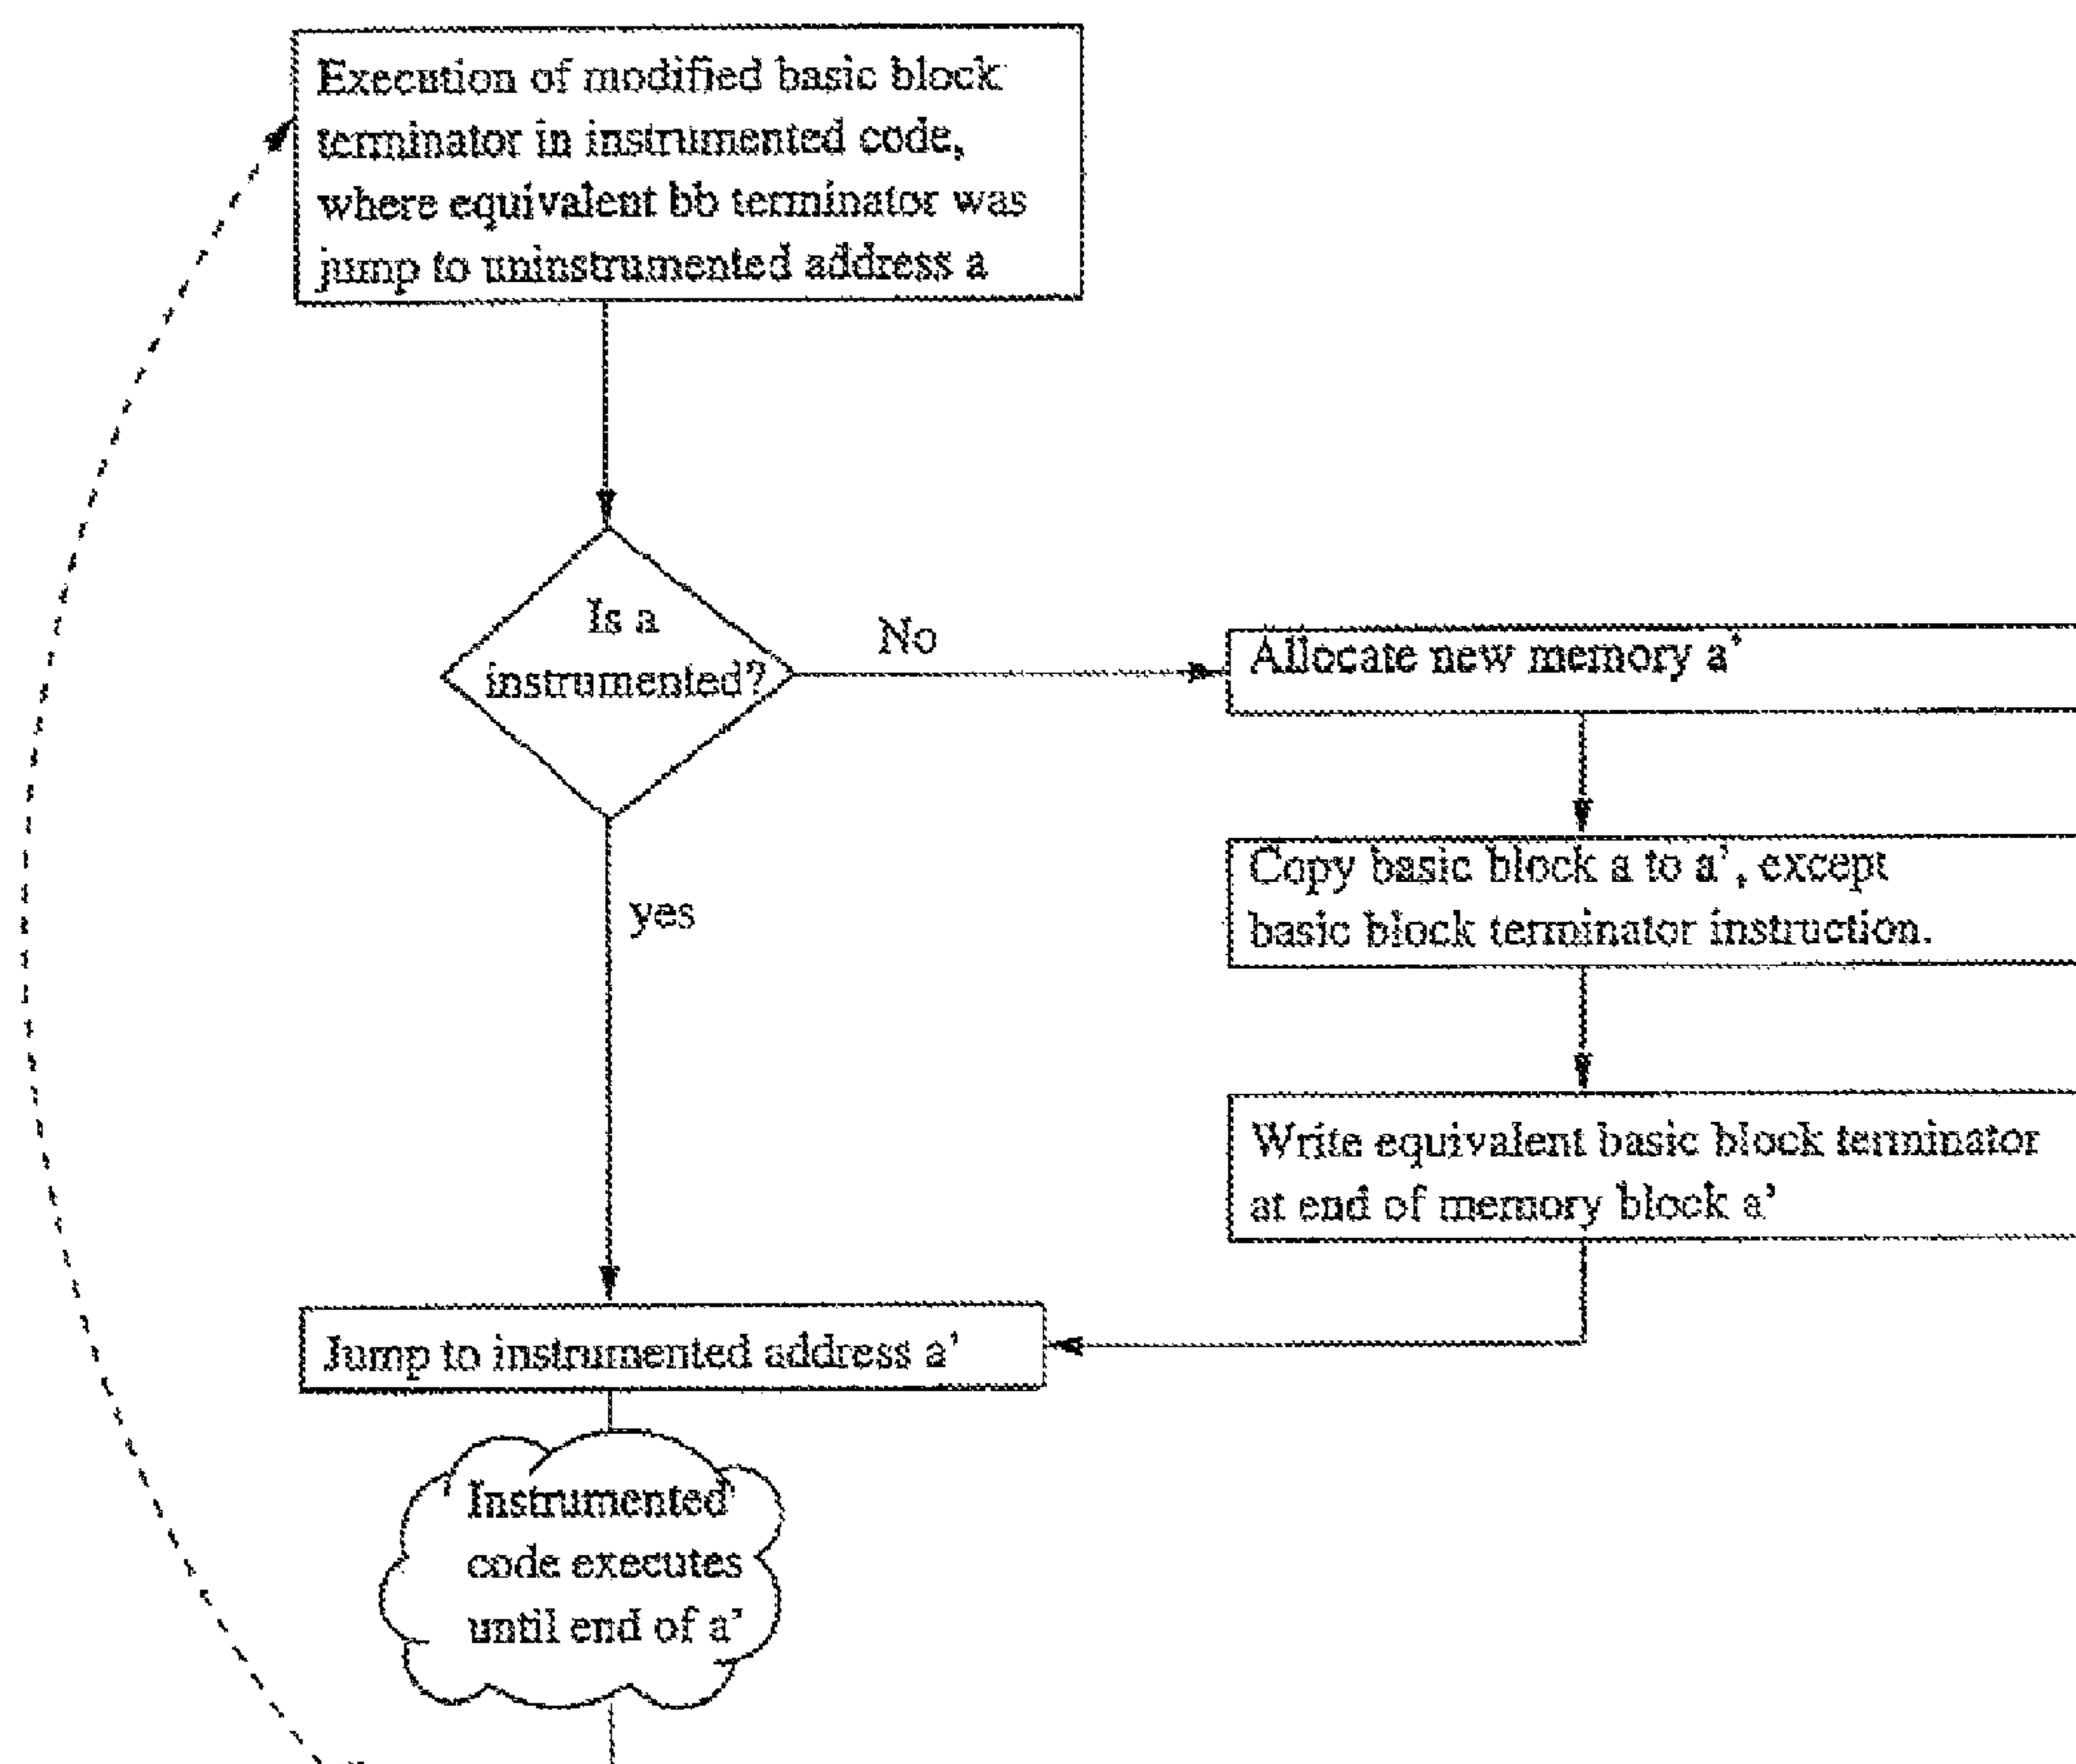 Execution of modified basic block
terminator in instrumented code,
where equivalent bb terminator was
jump to uninstrumented address a
Is a
instrumented?
No
Allocate new memory a'
Copy basic block a to a', except
basic block terminator instruction.
yes
Write equivalent basic block terminator
at end of memory block a'
Jump to instrumented address a'
Instrumented
code executes
until end of a'